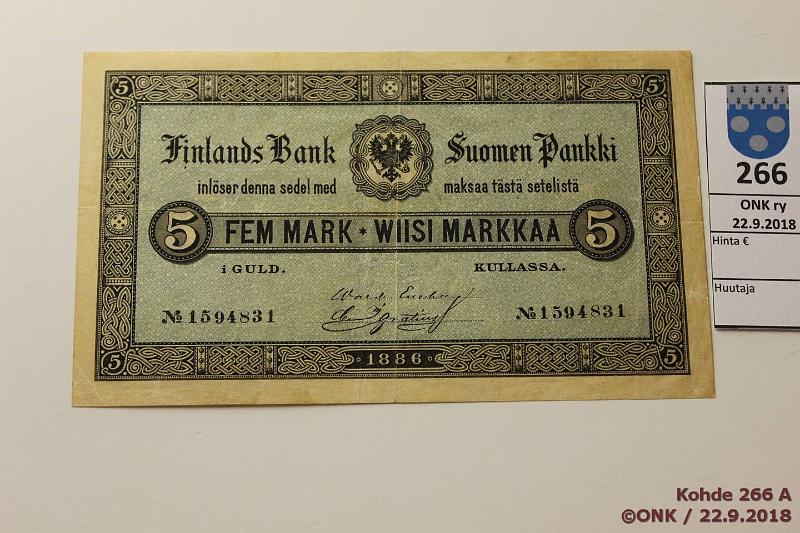 5 5
Finlands Bank Suomen Pankki
inlöser denna sedel med maksaa tästä setelistä
5 FEM MARK * WIISI MARKKAA 5
i GULD. KULLASSA.
№ 1594831 № 1594831
5 1886 5
266
ONK ry
22.9.2018
Hinta €
Huutaja
Kohde 266 A
©ONK / 22.9.2018